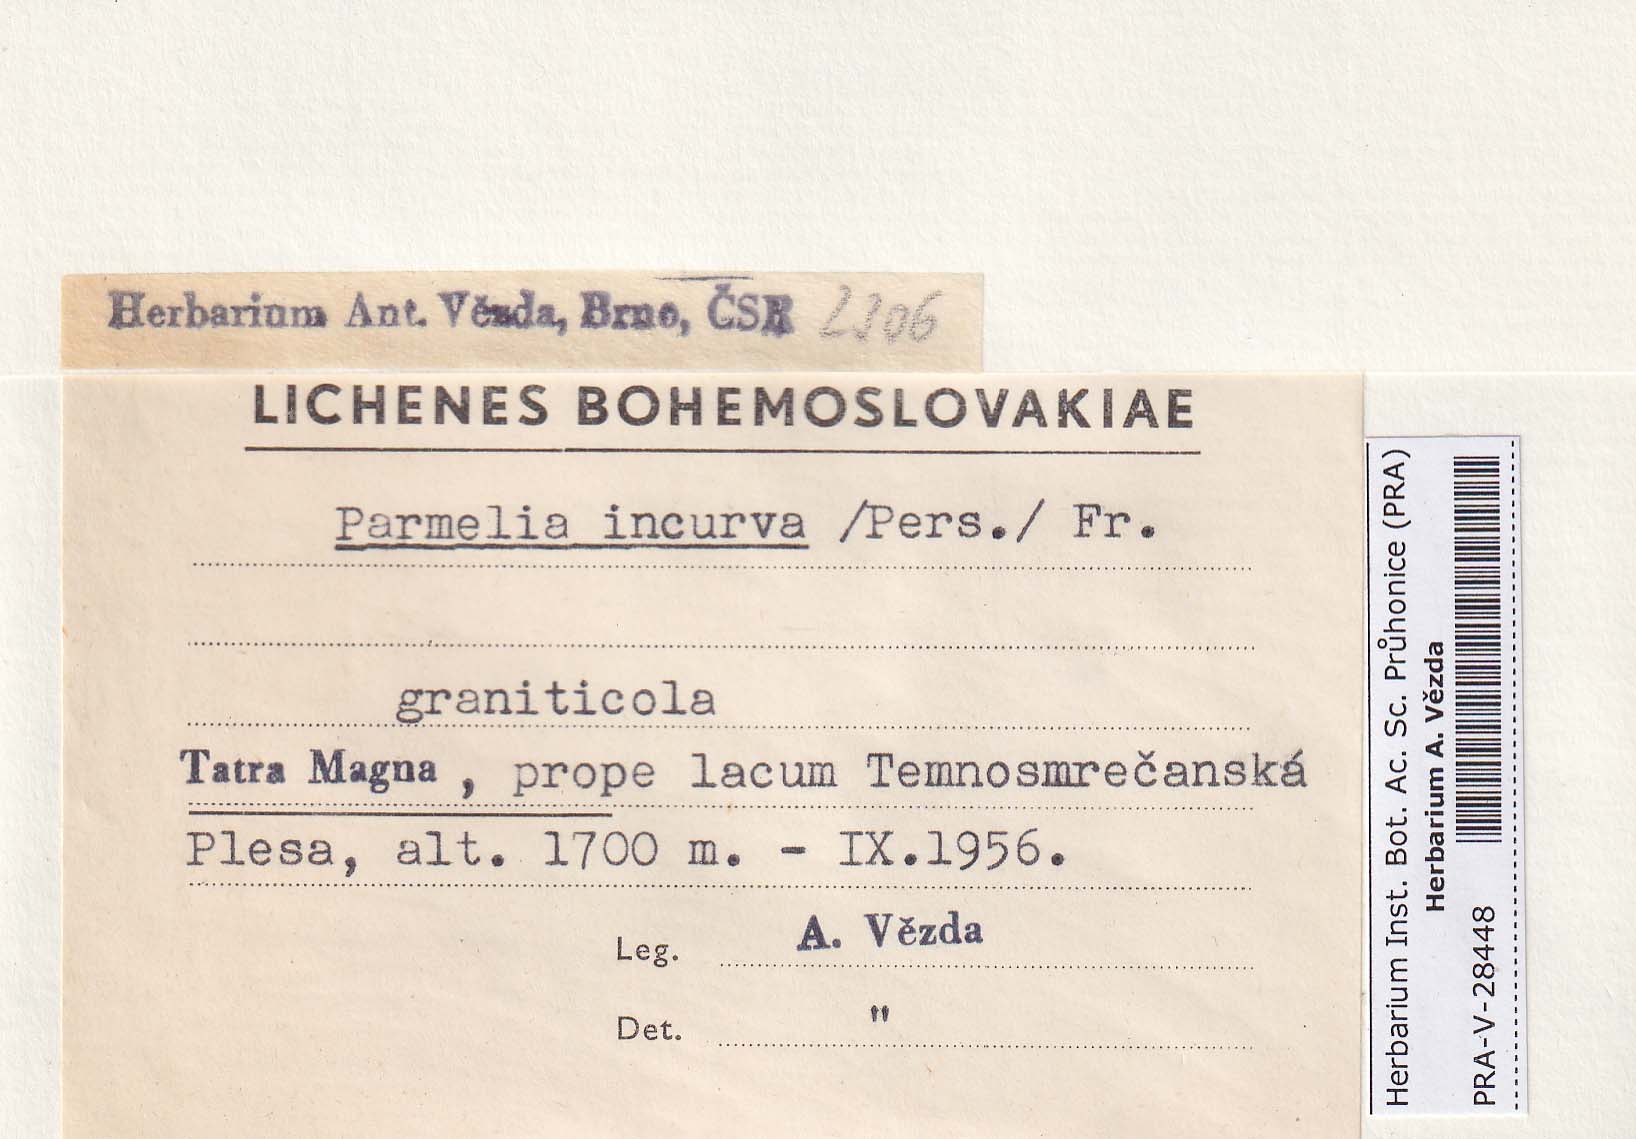 Herbarium Ant. Vězda, Brno, ČSR 2306
LICHENES BOHEMOSLOVAKIAE
Parmelia incurva /Pers./ Fr.
graniticola
Tatra Magna, prope lacum Temnosmrečanská
Plesa, alt. 1700 m. - IX.1956.
Leg. A. Vězda
Det. "
Herbarium Inst. Bot. Ac. Sc. Průhonice (PRA)
Herbarium A. Vězda
PRA-V-28448